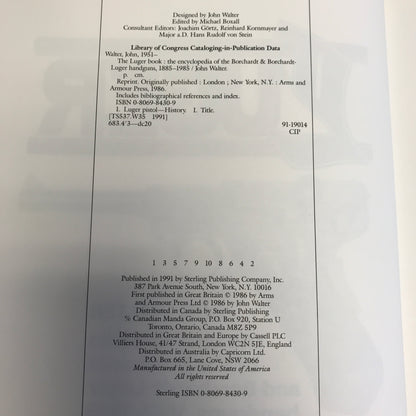 Designed by John Walter
Edited by Michael Boxall
Consultant Editors: Joachim Görtz, Reinhard Kornmayer and
Major a.D. Hans Rudolf von Stein
Library of Congress Cataloging-in-Publication Data
Walter, John, 1951–
The Luger book : the encyclopedia of the Borchardt & Borchardt-
Luger handguns, 1885–1985 / John Walter.
p. cm.
Reprint. Originally published : London ; New York, N.Y. : Arms and
Armour Press, 1986.
Includes bibliographical references and index.
ISBN 0-8069-8430-9
1. Luger pistol—History. I. Title.
[TS537.W35 1991]
683.4'3—dc20 91-19014
CIP
1 3 5 7 9 10 8 6 4 2
Published in 1991 by Sterling Publishing Company, Inc.
387 Park Avenue South, New York, N.Y. 10016
First published in Great Britain © 1986 by Arms
and Armour Press Ltd © 1986 by John Walter
Distributed in Canada by Sterling Publishing
% Canadian Manda Group, P.O. Box 920, Station U
Toronto, Ontario, Canada M8Z 5P9
Distributed in Great Britain and Europe by Cassell PLC
Villiers House, 41/47 Strand, London WC2N 5JE, England
Distributed in Australia by Capricorn Ltd.
P.O. Box 665, Lane Cove, NSW 2066
Manufactured in the United States of America
All rights reserved
Sterling ISBN 0-8069-8430-9